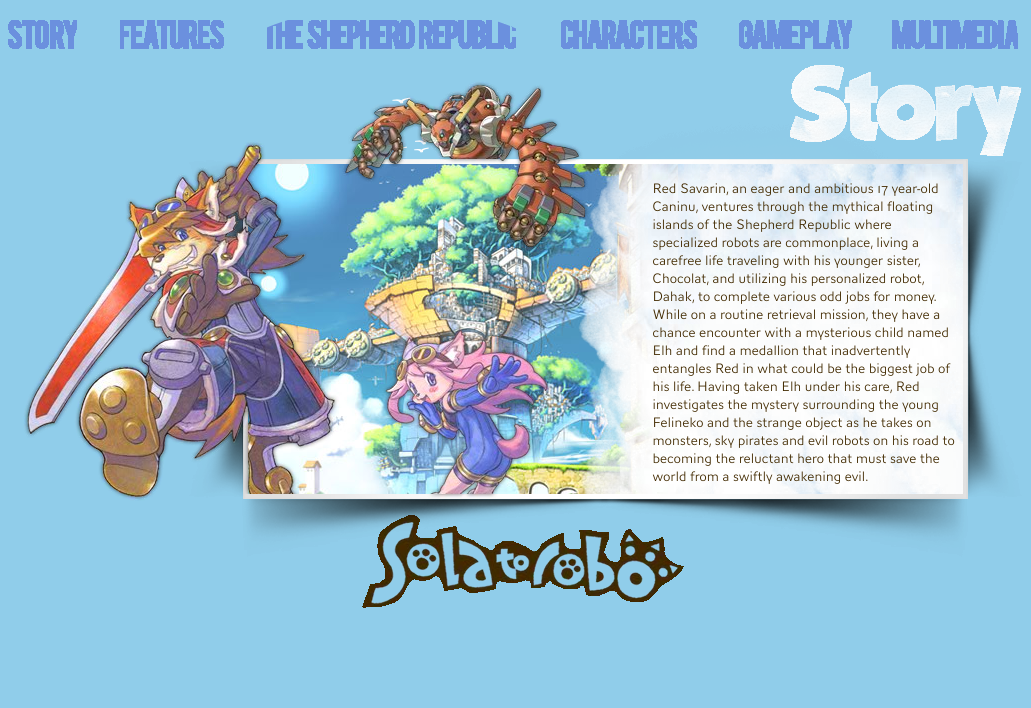 STORY FEATURES THE SHEPHERD REPUBLIC CHARACTERS GAMEPLAY MULTIMEDIA
Story
Red Savarin, an eager and ambitious 17 year-old
Caninu, ventures through the mythical floating
islands of the Shepherd Republic where
specialized robots are commonplace, living a
carefree life traveling with his younger sister,
Chocolat, and utilizing his personalized robot,
Dahak, to complete various odd jobs for money.
While on a routine retrieval mission, they have a
chance encounter with a mysterious child named
Elh and find a medallion that inadvertently
entangles Red in what could be the biggest job of
his life. Having taken Elh under his care, Red
investigates the mystery surrounding the young
Felineko and the strange object as he takes on
monsters, sky pirates and evil robots on his road to
becoming the reluctant hero that must save the
world from a swiftly awakening evil.
Solatorobo